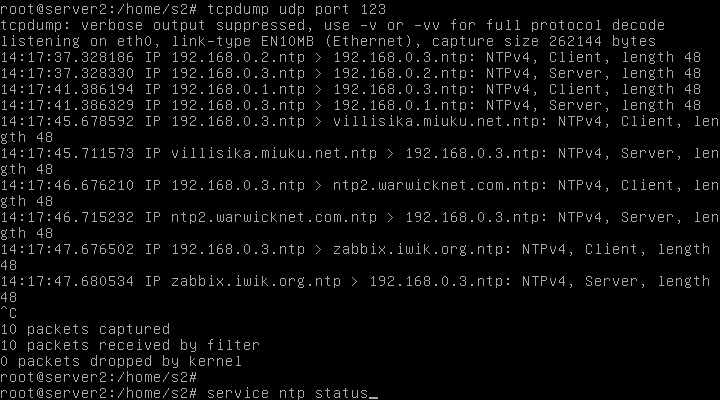 root@server2:/home/s2# tcpdump udp port 123
tcpdump: verbose output suppressed, use -v or -vv for full protocol decode
listening on eth0, link-type EN10MB (Ethernet), capture size 262144 bytes
14:17:37.328186 IP 192.168.0.2.ntp > 192.168.0.3.ntp: NTPv4, Client, length 48
14:17:37.328330 IP 192.168.0.3.ntp > 192.168.0.2.ntp: NTPv4, Server, length 48
14:17:41.386194 IP 192.168.0.1.ntp > 192.168.0.3.ntp: NTPv4, Client, length 48
14:17:41.386329 IP 192.168.0.3.ntp > 192.168.0.1.ntp: NTPv4, Server, length 48
14:17:45.678592 IP 192.168.0.3.ntp > villisika.miuku.net.ntp: NTPv4, Client, len
gth 48
14:17:45.711573 IP villisika.miuku.net.ntp > 192.168.0.3.ntp: NTPv4, Server, len
gth 48
14:17:46.676210 IP 192.168.0.3.ntp > ntp2.warwicknet.com.ntp: NTPv4, Client, len
gth 48
14:17:46.715232 IP ntp2.warwicknet.com.ntp > 192.168.0.3.ntp: NTPv4, Server, len
gth 48
14:17:47.676502 IP 192.168.0.3.ntp > zabbix.iwik.org.ntp: NTPv4, Client, length
48
14:17:47.680534 IP zabbix.iwik.org.ntp > 192.168.0.3.ntp: NTPv4, Server, length
48
^C
10 packets captured
10 packets received by filter
0 packets dropped by kernel
root@server2:/home/s2#
root@server2:/home/s2# service ntp status_